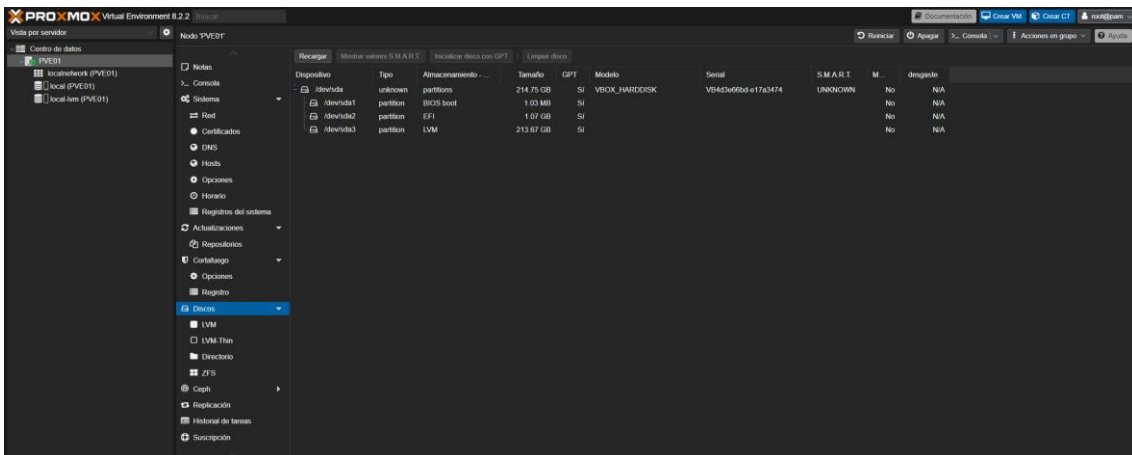 PROXMOX Virtual Environment 8.2.2 Buscar
Documentación Crear VM Crear CT root@pam
Vista por servidor
Nodo 'PVE01'
Reiniciar Apagar >_ Consola Acciones en grupo Ayuda
Centro de datos
PVE01
localnetwork (PVE01)
local (PVE01)
local-lvm (PVE01)
Notas
>_ Consola
Sistema
Red
Certificados
DNS
Hosts
Opciones
Horario
Registros del sistema
Actualizaciones
Repositorios
Cortafuego
Opciones
Registro
Discos
LVM
LVM-Thin
Directorio
ZFS
Ceph
Replicación
Historial de tareas
Suscripción
Recargar Mostrar valores S.M.A.R.T. Inicializar disco con GPT Limpiar disco
Dispositivo Tipo Almacenamiento - ... Tamaño GPT Modelo Serial S.M.A.R.T. M... desgaste
/dev/sda unknown partitions 214.75 GB Sí VBOX_HARDDISK VB4d3e66bd-e17a3474 UNKNOWN No N/A
/dev/sda1 partition BIOS boot 1.03 MB Sí No N/A
/dev/sda2 partition EFI 1.07 GB Sí No N/A
/dev/sda3 partition LVM 213.67 GB Sí No N/A